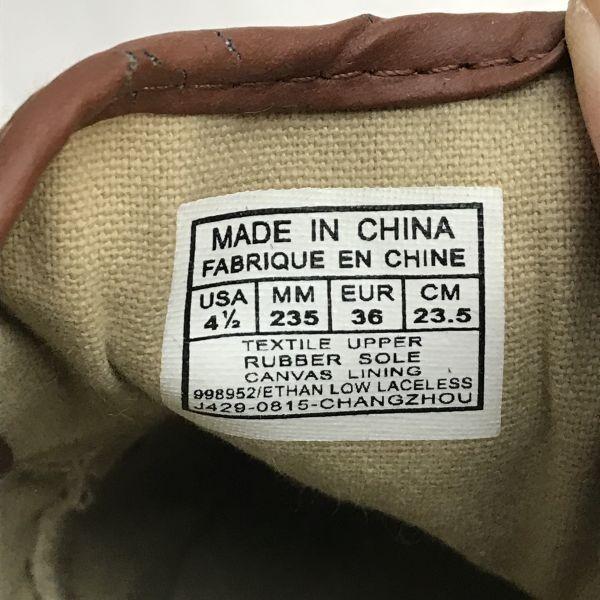 MADE IN CHINA
FABRIQUE EN CHINE
USA MM EUR CM
4½ 235 36 23.5
TEXTILE UPPER
RUBBER SOLE
CANVAS LINING
998952/ETHAN LOW LACELESS
J429-0815-CHANGZHOU